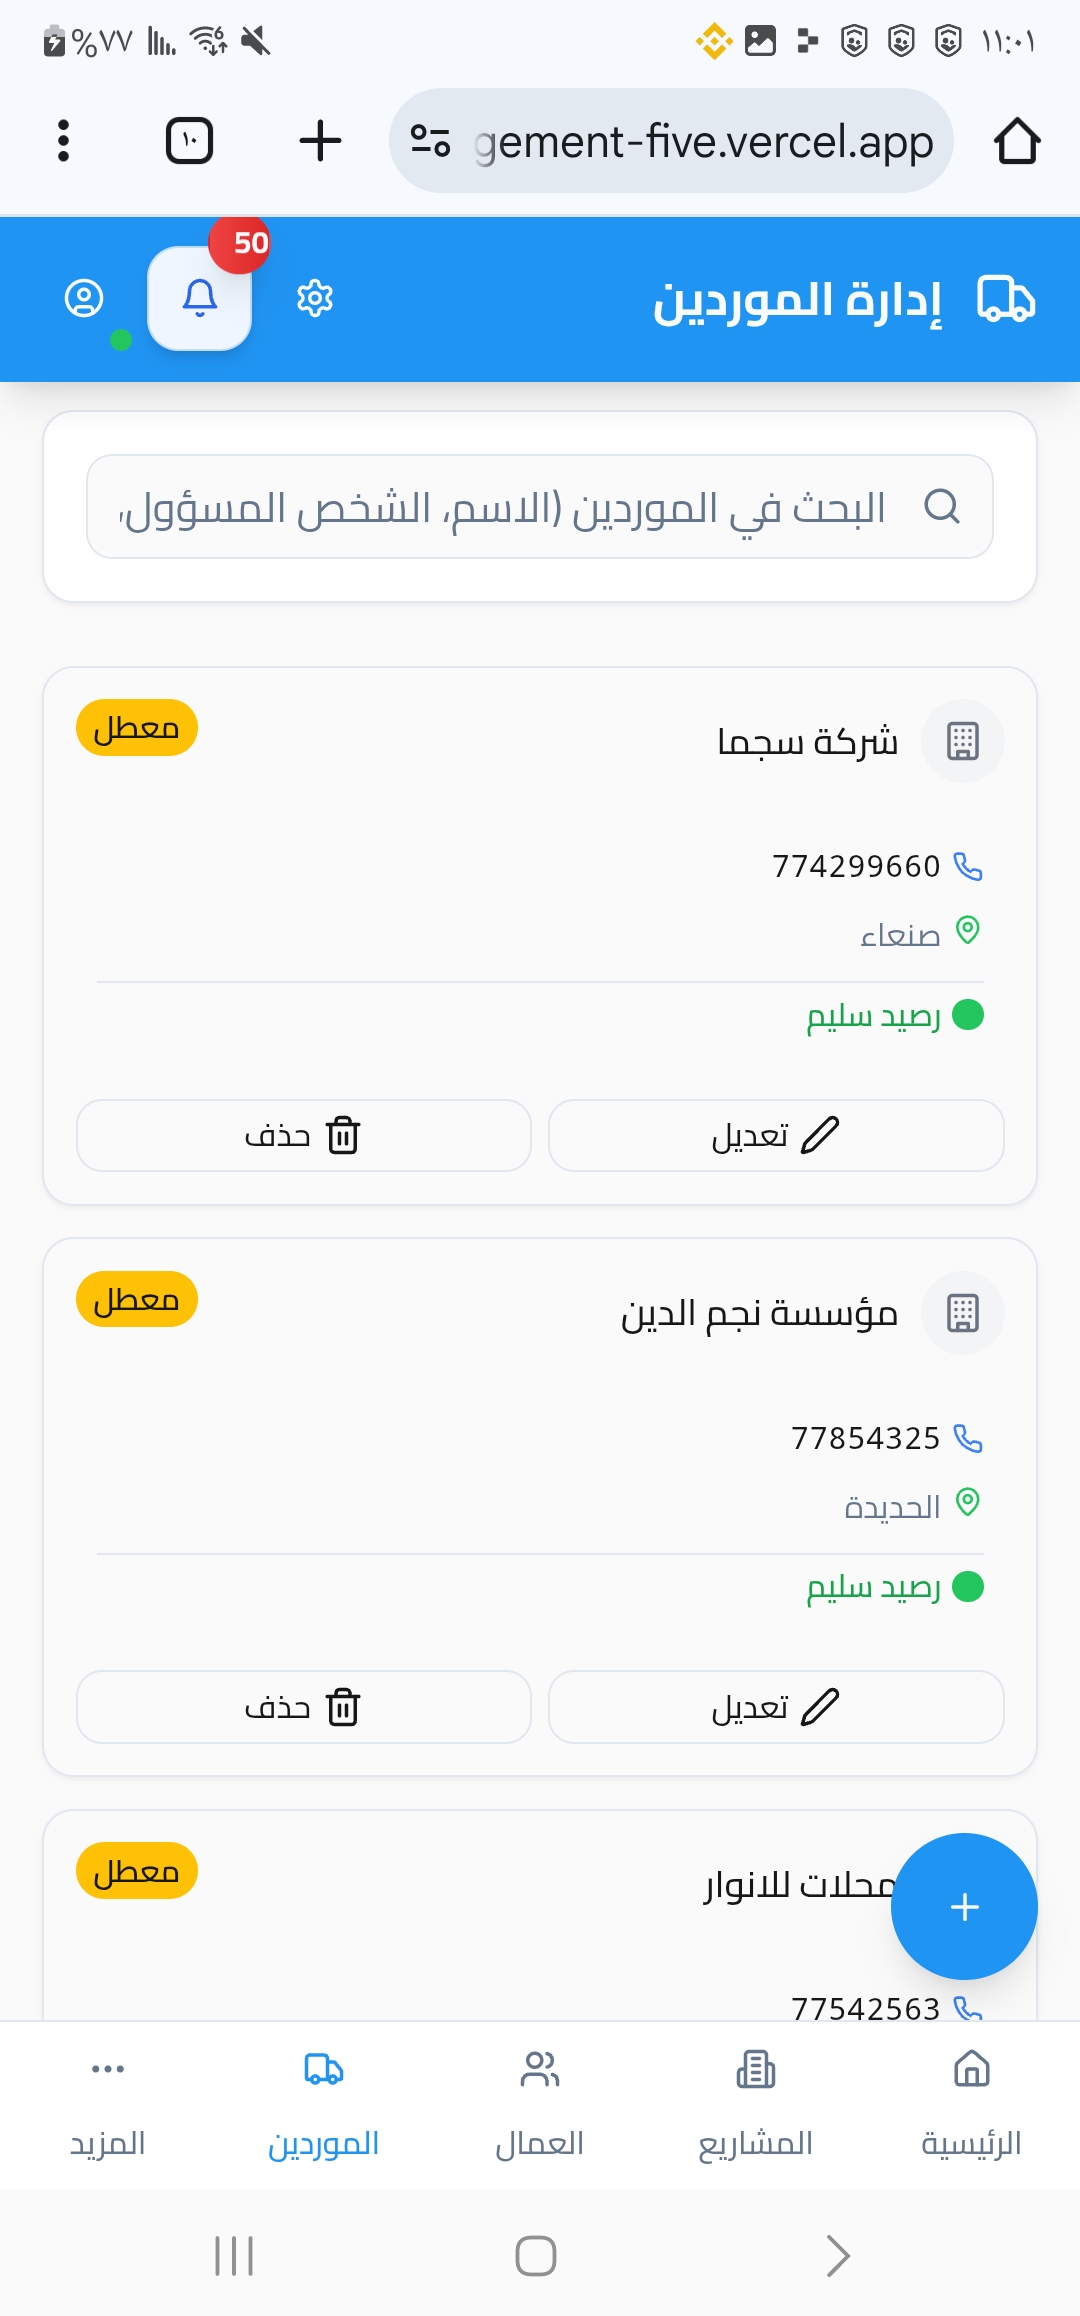 ١١:٠١
%٧٧
6
gement-five.vercel.app
١٠
إدارة الموردين
50
البحث في الموردين (الاسم، الشخص المسؤول،
شركة سجما
معطل
774299660
صنعاء
رصيد سليم
تعديل
حذف
مؤسسة نجم الدين
معطل
77854325
الحديدة
رصيد سليم
تعديل
حذف
محلات للانوار
معطل
77542563
الرئيسية
المشاريع
العمال
الموردين
المزيد